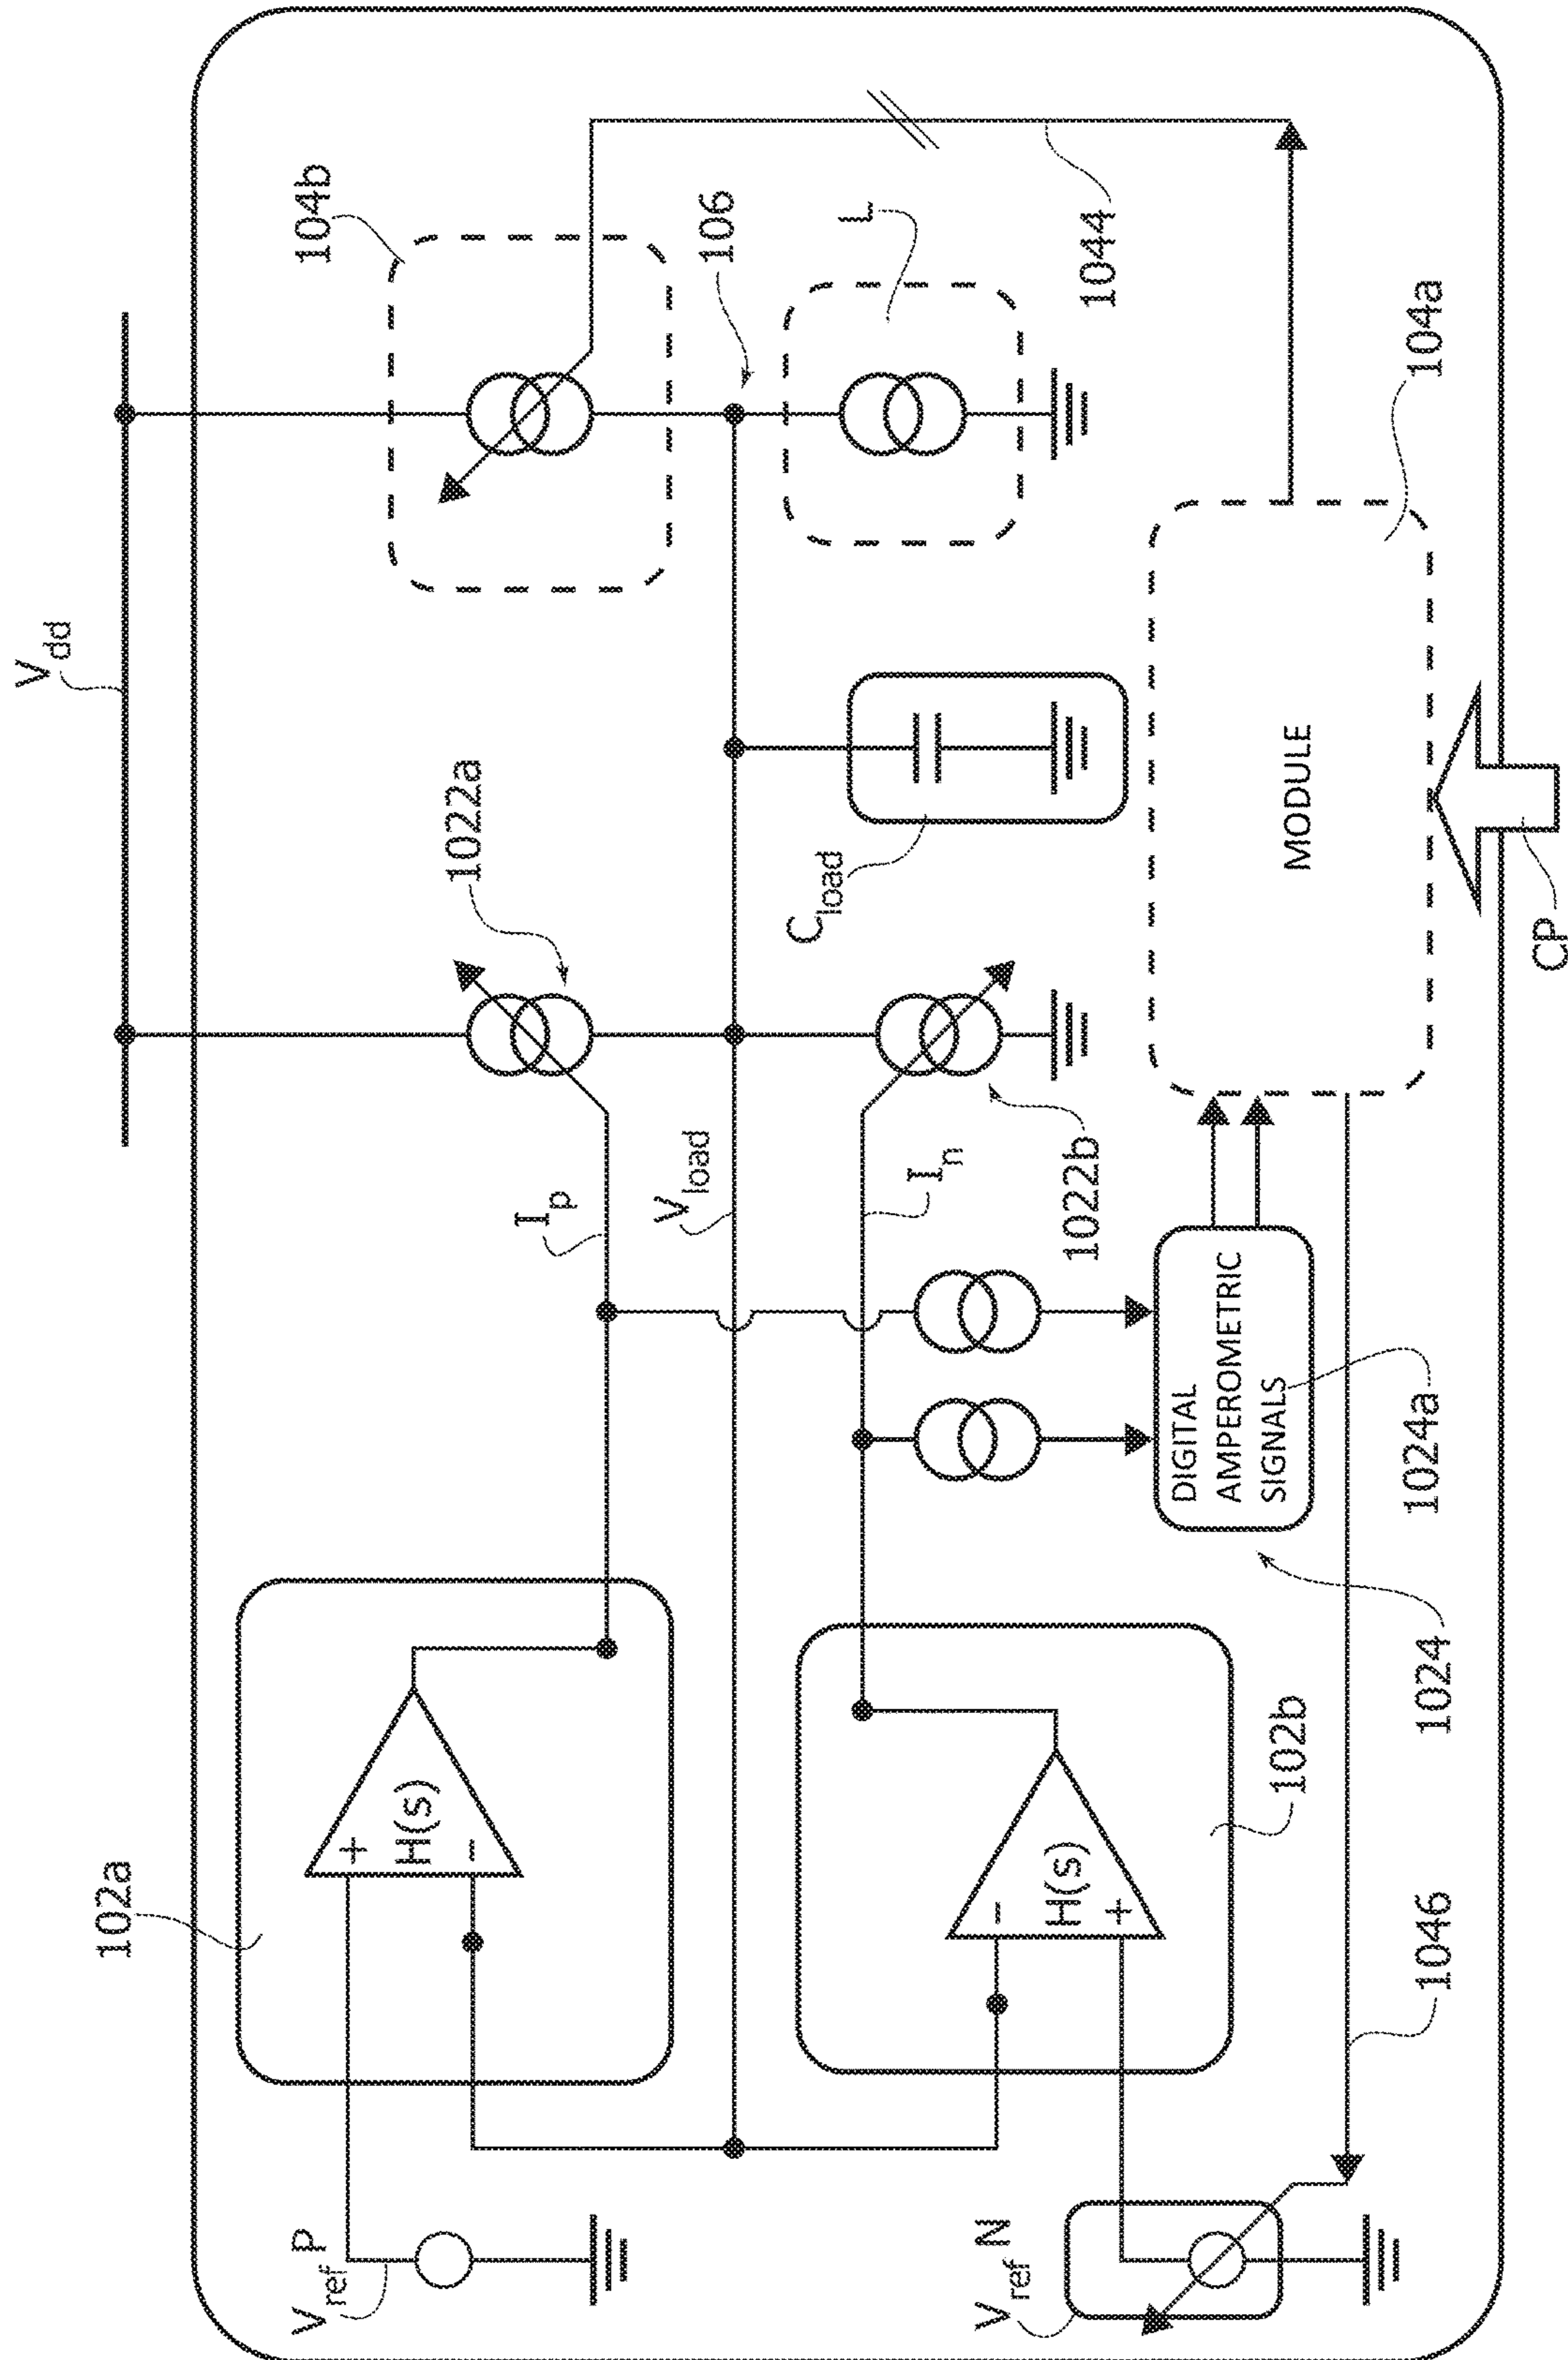 V_dd
104b
106
L
1022a
C_load
1044
104a
MODULE
CP
I_p
V_load
I_n
1022b
DIGITAL
AMPEROMETRIC
SIGNALS
1024a
1024
102a
+
H(s)
−
102b
−
H(s)
+
1046
V_ref P
V_ref N